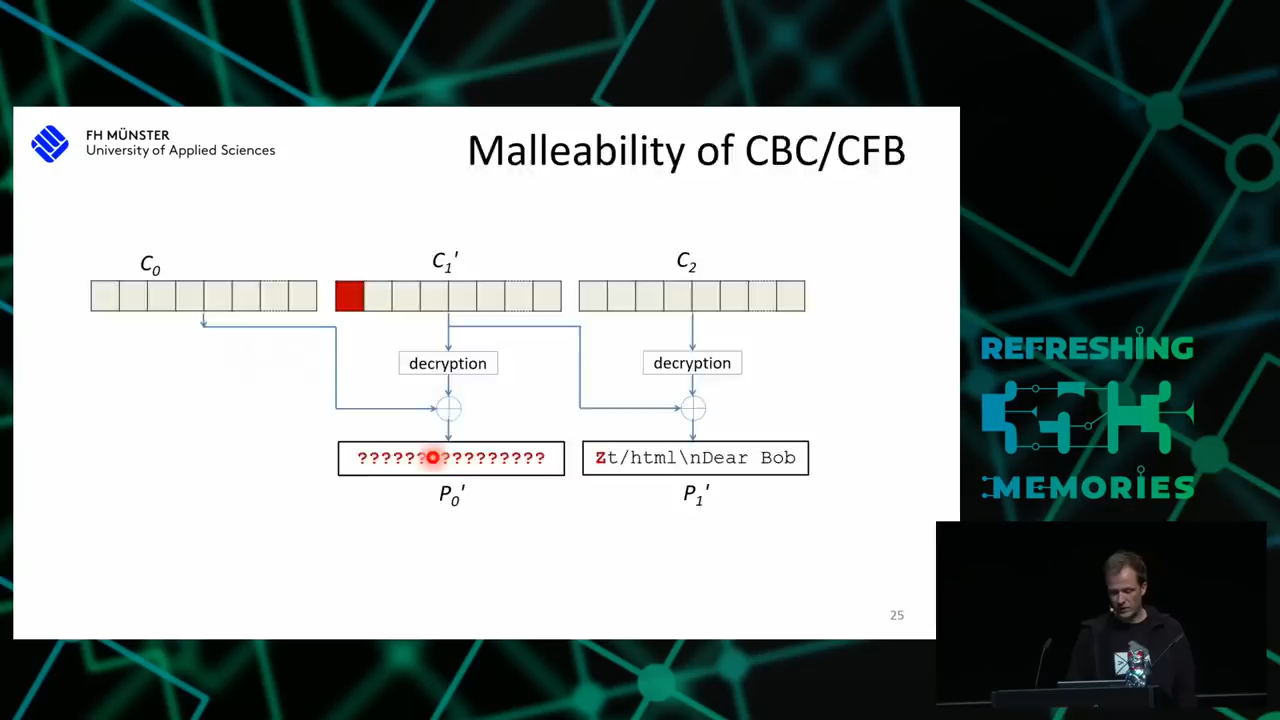 FH MÜNSTER
University of Applied Sciences
Malleability of CBC/CFB
C0
C1'
C2
decryption
decryption
????????????????
Zt/html\nDear Bob
P0'
P1'
25
REFRESHING
MEMORIES